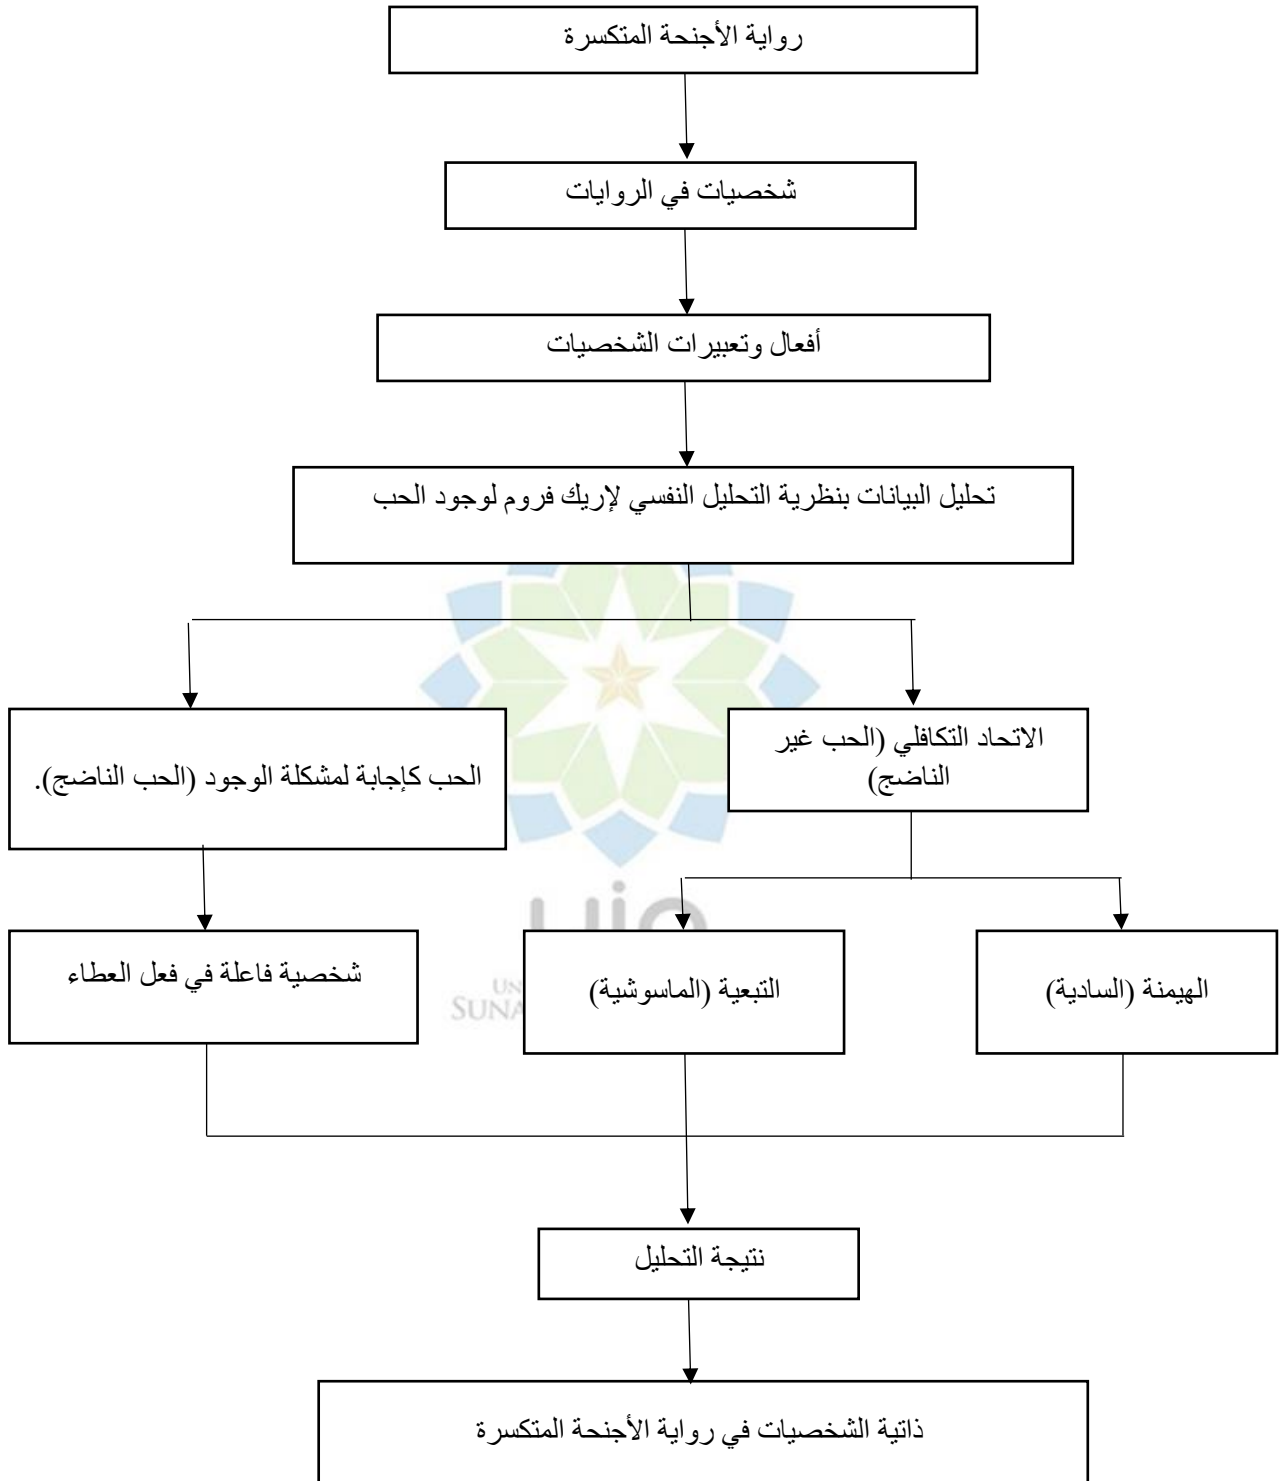 رواية الأجنحة المتكسرة
شخصيات في الروايات
أفعال وتعبيرات الشخصيات
تحليل البيانات بنظرية التحليل النفسي لإريك فروم لوجود الحب
الاتحاد التكافلي (الحب غير
الناضج)
الحب كإجابة لمشكلة الوجود (الحب الناضج).
الهيمنة (السادية)
التبعية (الماسوشية)
شخصية فاعلة في فعل العطاء
نتيجة التحليل
ذاتية الشخصيات في رواية الأجنحة المتكسرة